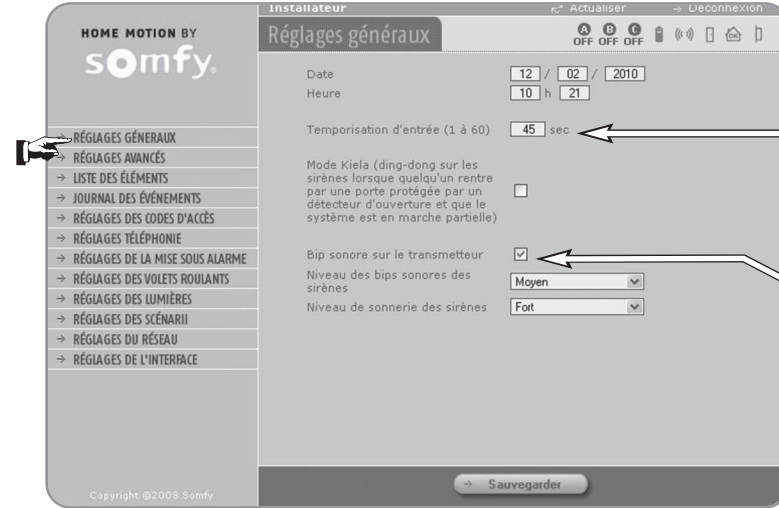 Installateur
Actualiser
Déconnexion
HOME MOTION BY
somfy.
Réglages généraux
A B C
OFF OFF OFF
OK
RÉGLAGES GÉNERAUX
RÉGLAGES AVANCÉS
LISTE DES ÉLÉMENTS
JOURNAL DES ÉVÉNEMENTS
RÉGLAGES DES CODES D'ACCÈS
RÉGLAGES TÉLÉPHONIE
RÉGLAGES DE LA MISE SOUS ALARME
RÉGLAGES DES VOLETS ROULANTS
RÉGLAGES DES LUMIÈRES
RÉGLAGES DES SCÉNARII
RÉGLAGES DU RÉSEAU
RÉGLAGES DE L'INTERFACE
Date 12 / 02 / 2010
Heure 10 h 21
Temporisation d'entrée (1 à 60) 45 sec
Mode Kiela (ding-dong sur les
sirènes lorsque quelqu'un rentre
par une porte protégée par un
détecteur d'ouverture et que le
système est en marche partielle)
Bip sonore sur le transmetteur
Niveau des bips sonores des
sirènes
Moyen
Niveau de sonnerie des sirènes Fort
Sauvegarder
Copyright @2008 Somfy